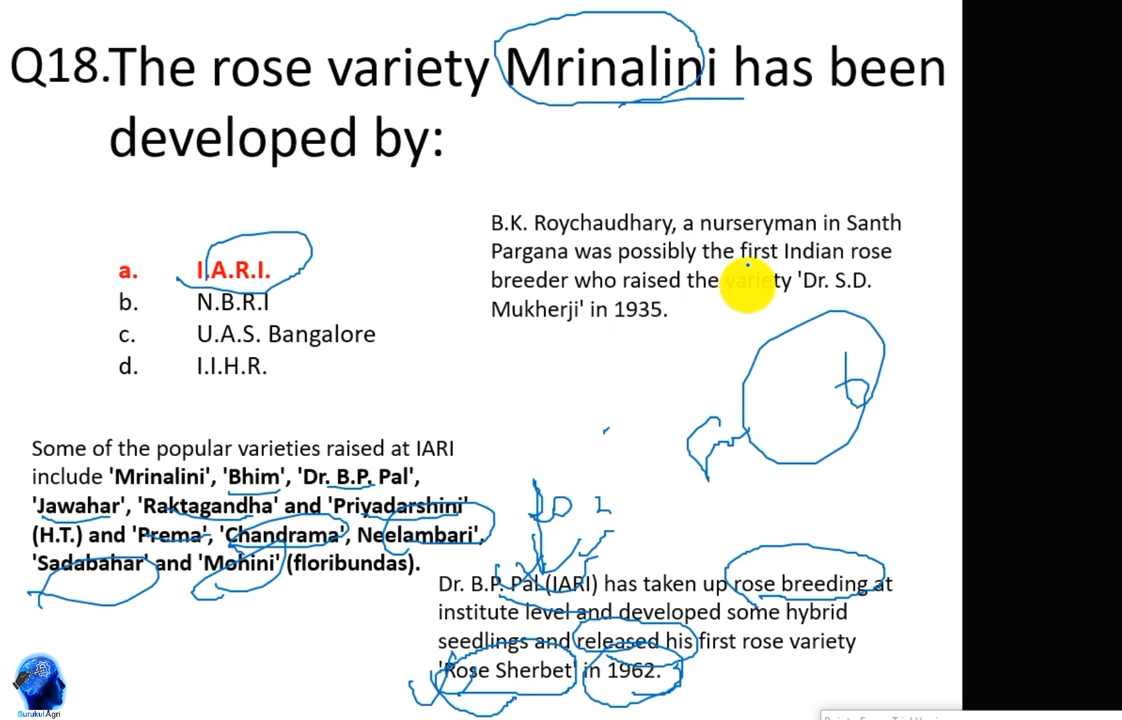 Q18.The rose variety Mrinalini has been
developed by:
a. I.A.R.I.
b. N.B.R.I
c. U.A.S. Bangalore
d. I.I.H.R.
B.K. Roychaudhary, a nurseryman in Santh
Pargana was possibly the first Indian rose
breeder who raised the variety 'Dr. S.D.
Mukherji' in 1935.
Some of the popular varieties raised at IARI
include 'Mrinalini', 'Bhim', 'Dr. B.P. Pal',
'Jawahar', 'Raktagandha' and 'Priyadarshini'
(H.T.) and 'Prema', 'Chandrama', Neelambari',
'Sadabahar' and 'Mohini' (floribundas).
Dr. B.P. Pal (IARI) has taken up rose breeding at
institute level and developed some hybrid
seedlings and released his first rose variety
'Rose Sherbet' in 1962.
Gurukul Agri